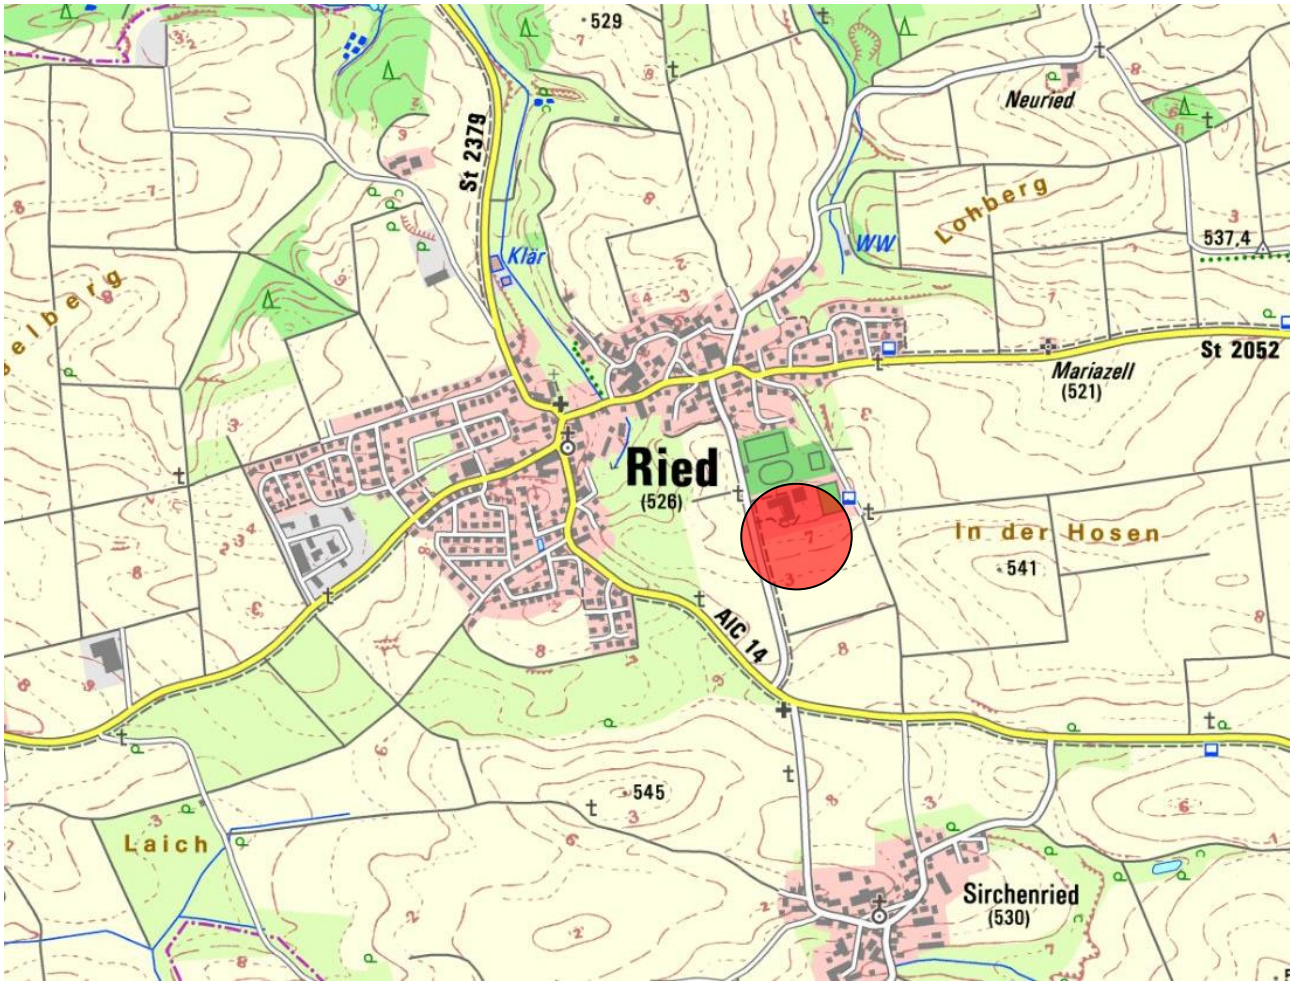 529
Neuried
St 2379
Lohberg
537,4
Klär
WW
elberg
St 2052
Mariazell
(521)
Ried
(526)
In der Hosen
541
AIC 14
545
Laich
Sirchenried
(530)